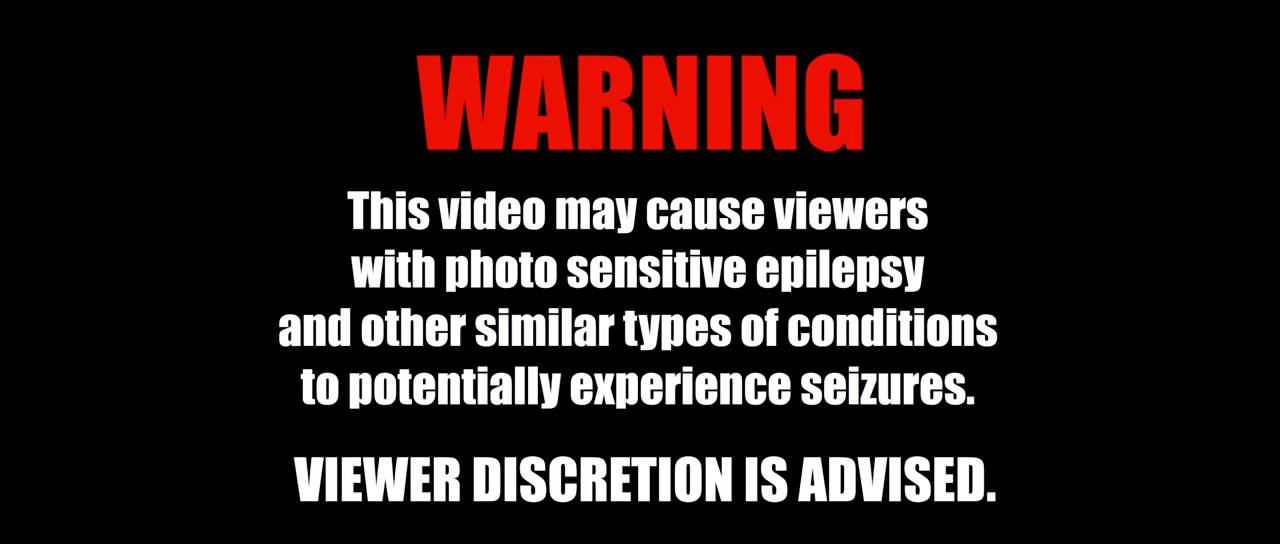 WARNING
This video may cause viewers
with photo sensitive epilepsy
and other similar types of conditions
to potentially experience seizures.
VIEWER DISCRETION IS ADVISED.